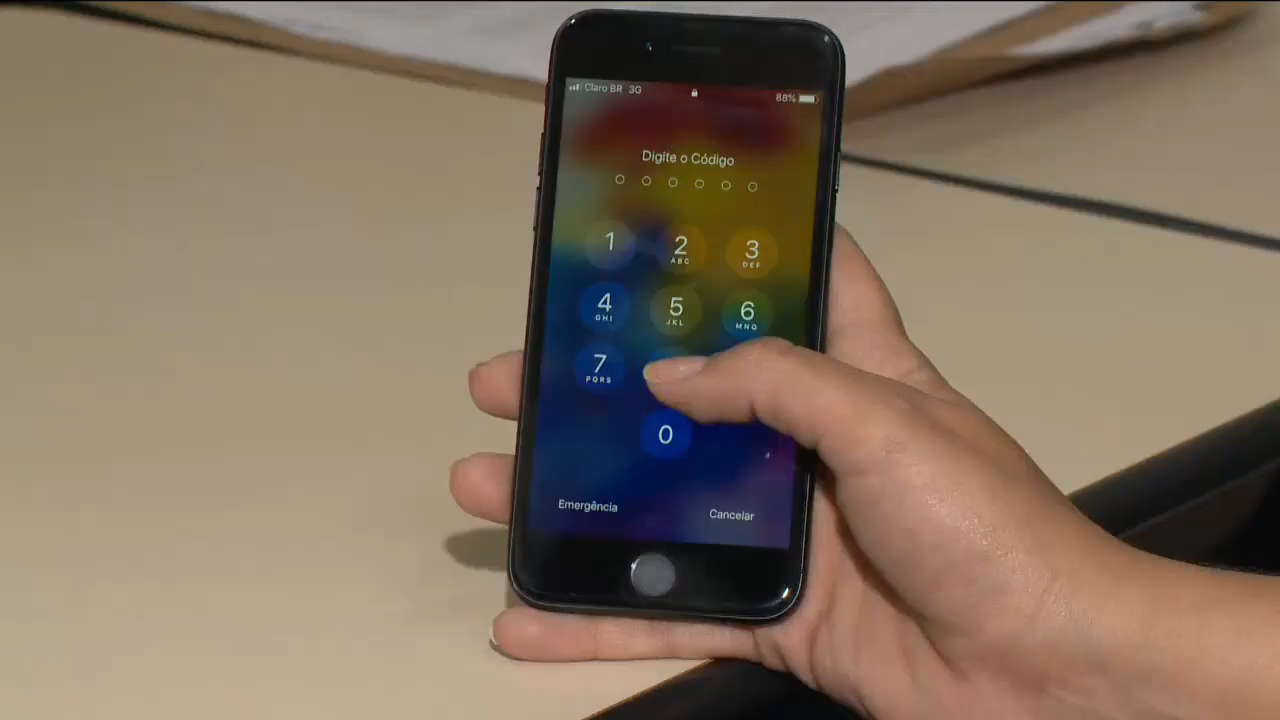 Claro BR 3G 88%
Digite o Código
1 2 3
ABC DEF
4 5 6
GHI JKL MNO
7
PQRS
0
Emergência Cancelar